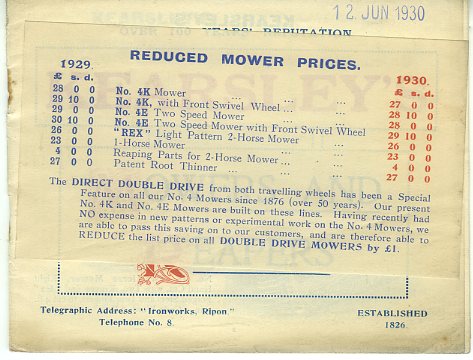 12 JUN 1930
OVER 100 YEARS' REPUTATION
REDUCED MOWER PRICES.
1929. 1930.
£ s. d. £ s. d.
28 0 0 No. 4K Mower ... ... ... 27 0 0
29 10 0 No. 4K, with Front Swivel Wheel ... ... 28 10 0
29 0 0 No. 4E Two Speed Mower ... ... 28 0 0
30 10 0 No. 4E Two Speed Mower with Front Swivel Wheel 29 10 0
26 0 0 "REX" Light Pattern 2-Horse Mower ... ... 26 0 0
23 0 0 1-Horse Mower ... ... ... 23 0 0
4 0 0 Reaping Parts for 2-Horse Mower ... ... 4 0 0
27 0 0 Patent Root Thinner ... ... ... 27 0 0
The DIRECT DOUBLE DRIVE from both travelling wheels has been a Special
Feature on all our No. 4 Mowers since 1876 (over 50 years). Our present
No. 4K and No. 4E Mowers are built on these lines. Having recently had
NO expense in new patterns or experimental work on the No. 4 Mowers, we
are able to pass this saving on to our customers, and are therefore able to
REDUCE the list price on all DOUBLE DRIVE MOWERS by £1.
Telegraphic Address: "Ironworks, Ripon." ESTABLISHED
Telephone No. 8. 1826.